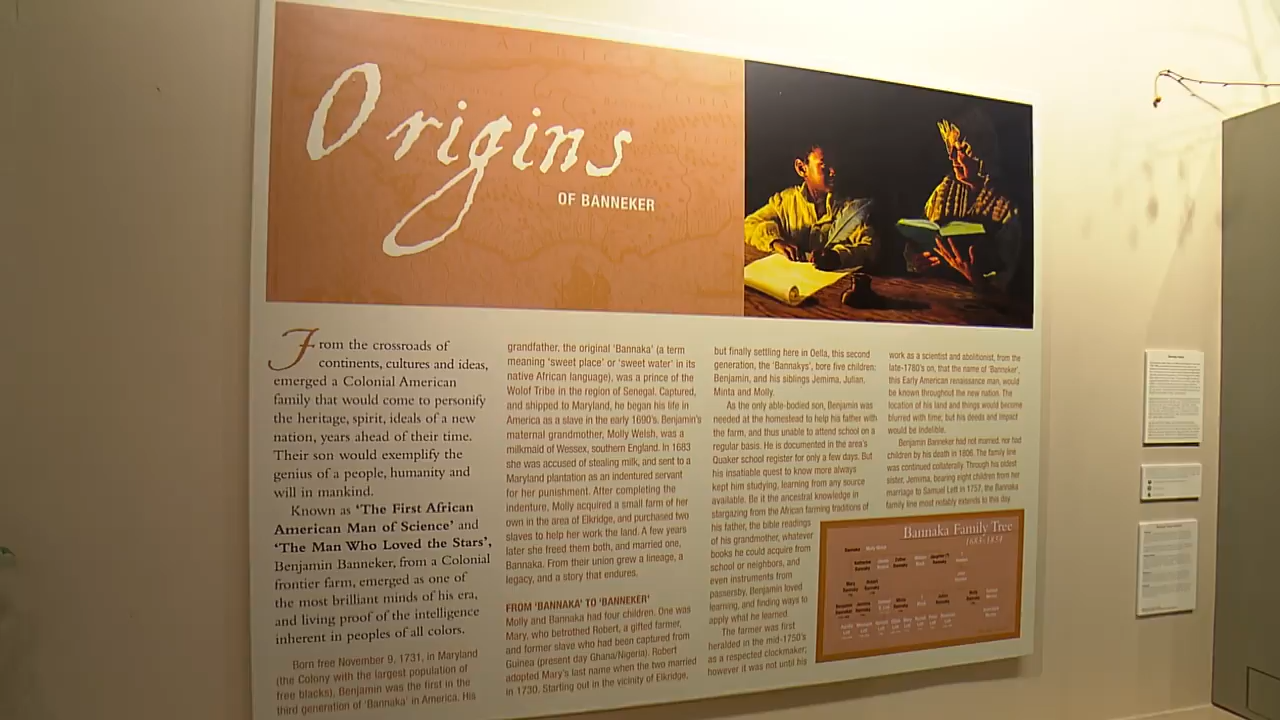 Origins
OF BANNEKER
From the crossroads of
continents, cultures and ideas,
emerged a Colonial American
family that would come to personify
the heritage, spirit, ideals of a new
nation, years ahead of their time.
Their son would exemplify the
genius of a people, humanity and
will in mankind.
Known as 'The First African
American Man of Science' and
'The Man Who Loved the Stars',
Benjamin Banneker, from a Colonial
frontier farm, emerged as one of
the most brilliant minds of his era,
and living proof of the intelligence
inherent in peoples of all colors.
Born free November 9, 1731, in Maryland
(the Colony with the largest population of
free blacks), Benjamin was the first in the
third generation of 'Bannaka' in America. His
grandfather, the original 'Bannaka' (a term
meaning 'sweet place' or 'sweet water' in its
native African language), was a prince of the
Wolof Tribe in the region of Senegal. Captured,
and shipped to Maryland, he began his life in
America as a slave in the early 1690's. Benjamin's
maternal grandmother, Molly Welsh, was a
milkmaid of Wessex, southern England. In 1683
she was accused of stealing milk, and sent to a
Maryland plantation as an indentured servant
for her punishment. After completing the
indenture, Molly acquired a small farm of her
own in the area of Elkridge, and purchased two
slaves to help her work the land. A few years
later she freed them both, and married one,
Bannaka. From their union grew a lineage, a
legacy, and a story that endures.
FROM 'BANNAKA' TO 'BANNEKER'
Molly and Bannaka had four children. One was
Mary, who betrothed Robert, a gifted farmer,
and former slave who had been captured from
Guinea (present day Ghana/Nigeria). Robert
adopted Mary's last name when the two married
in 1730. Starting out in the vicinity of Elkridge,
but finally settling here in Oella, this second
generation, the 'Bannakys', bore five children:
Benjamin, and his siblings Jemima, Julian,
Minta and Molly.
As the only able-bodied son, Benjamin was
needed at the homestead to help his father with
the farm, and thus unable to attend school on a
regular basis. He is documented in the area's
Quaker school register for only a few days. But
his insatiable quest to know more always
kept him studying, learning from any source
available. Be it the ancestral knowledge in
stargazing from the African farming traditions of
his father, the bible readings
of his grandmother, whatever
books he could acquire from
school or neighbors, and
even instruments from
passersby, Benjamin loved
learning, and finding ways to
apply what he learned.
The farmer was first
heralded in the mid-1750's
as a respected clockmaker;
however it was not until his
work as a scientist and abolitionist, from the
late-1780's on, that the name of 'Banneker',
this Early American renaissance man, would
be known throughout the new nation. The
location of his land and things would become
blurred with time, but his deeds and impact
would be indelible.
Benjamin Banneker had not married, nor had
children by his death in 1806. The family line
was continued collaterally. Through his oldest
sister, Jemima, bearing eight children from her
marriage to Samuel Lett in 1757, the Bannaka
family line most notably extends to this day.
Bannaka Family Tree